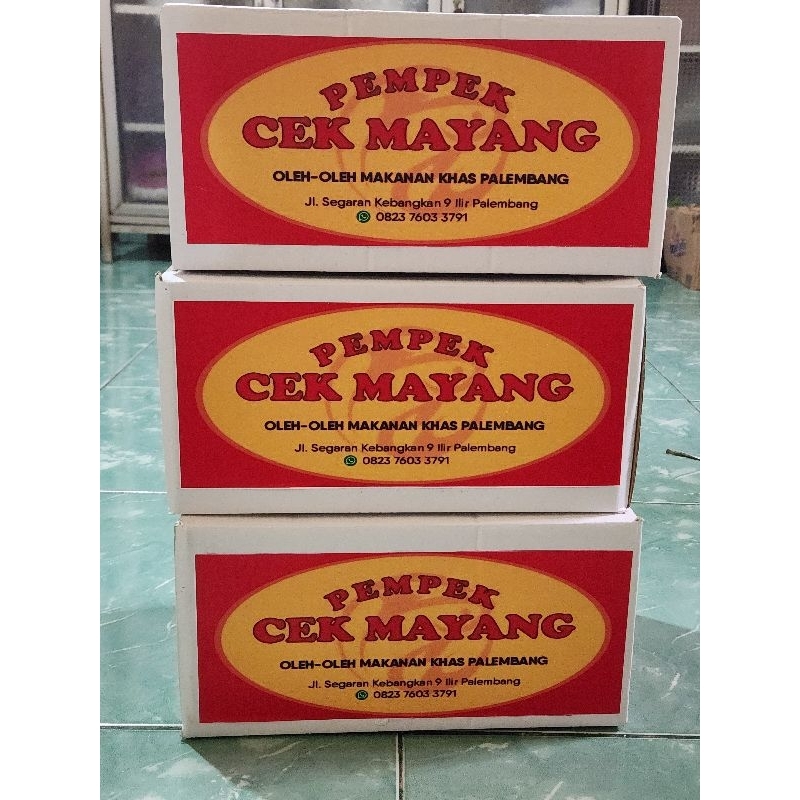 PEMPEK
CEK MAYANG
OLEH-OLEH MAKANAN KHAS PALEMBANG
Jl. Segaran Kebangkan 9 Ilir Palembang
0823 7603 3791
PEMPEK
CEK MAYANG
OLEH-OLEH MAKANAN KHAS PALEMBANG
Jl. Segaran Kebangkan 9 Ilir Palembang
0823 7603 3791
PEMPEK
CEK MAYANG
OLEH-OLEH MAKANAN KHAS PALEMBANG
Jl. Segaran Kebangkan 9 Ilir Palembang
0823 7603 3791